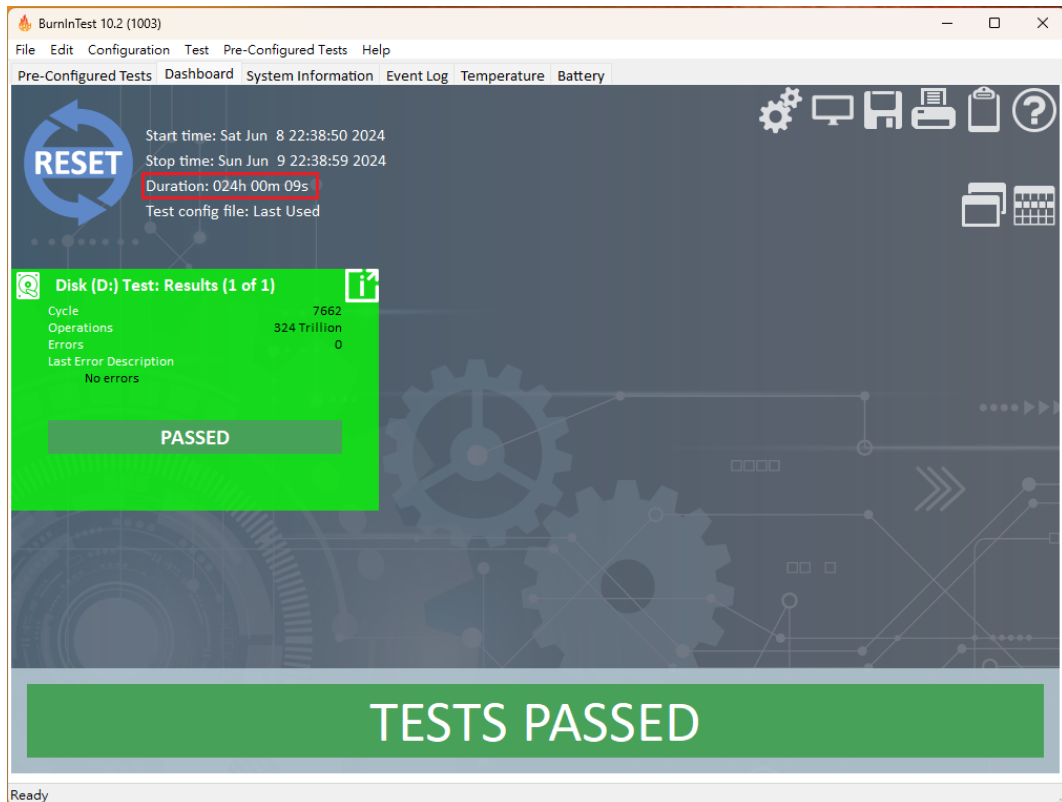 BurnInTest 10.2 (1003)
File Edit Configuration Test Pre-Configured Tests Help
Pre-Configured Tests Dashboard System Information Event Log Temperature Battery
RESET
Start time: Sat Jun 8 22:38:50 2024
Stop time: Sun Jun 9 22:38:59 2024
Duration: 024h 00m 09s
Test config file: Last Used
Disk (D:) Test: Results (1 of 1)
Cycle 7662
Operations 324 Trillion
Errors 0
Last Error Description
No errors
PASSED
TESTS PASSED
Ready